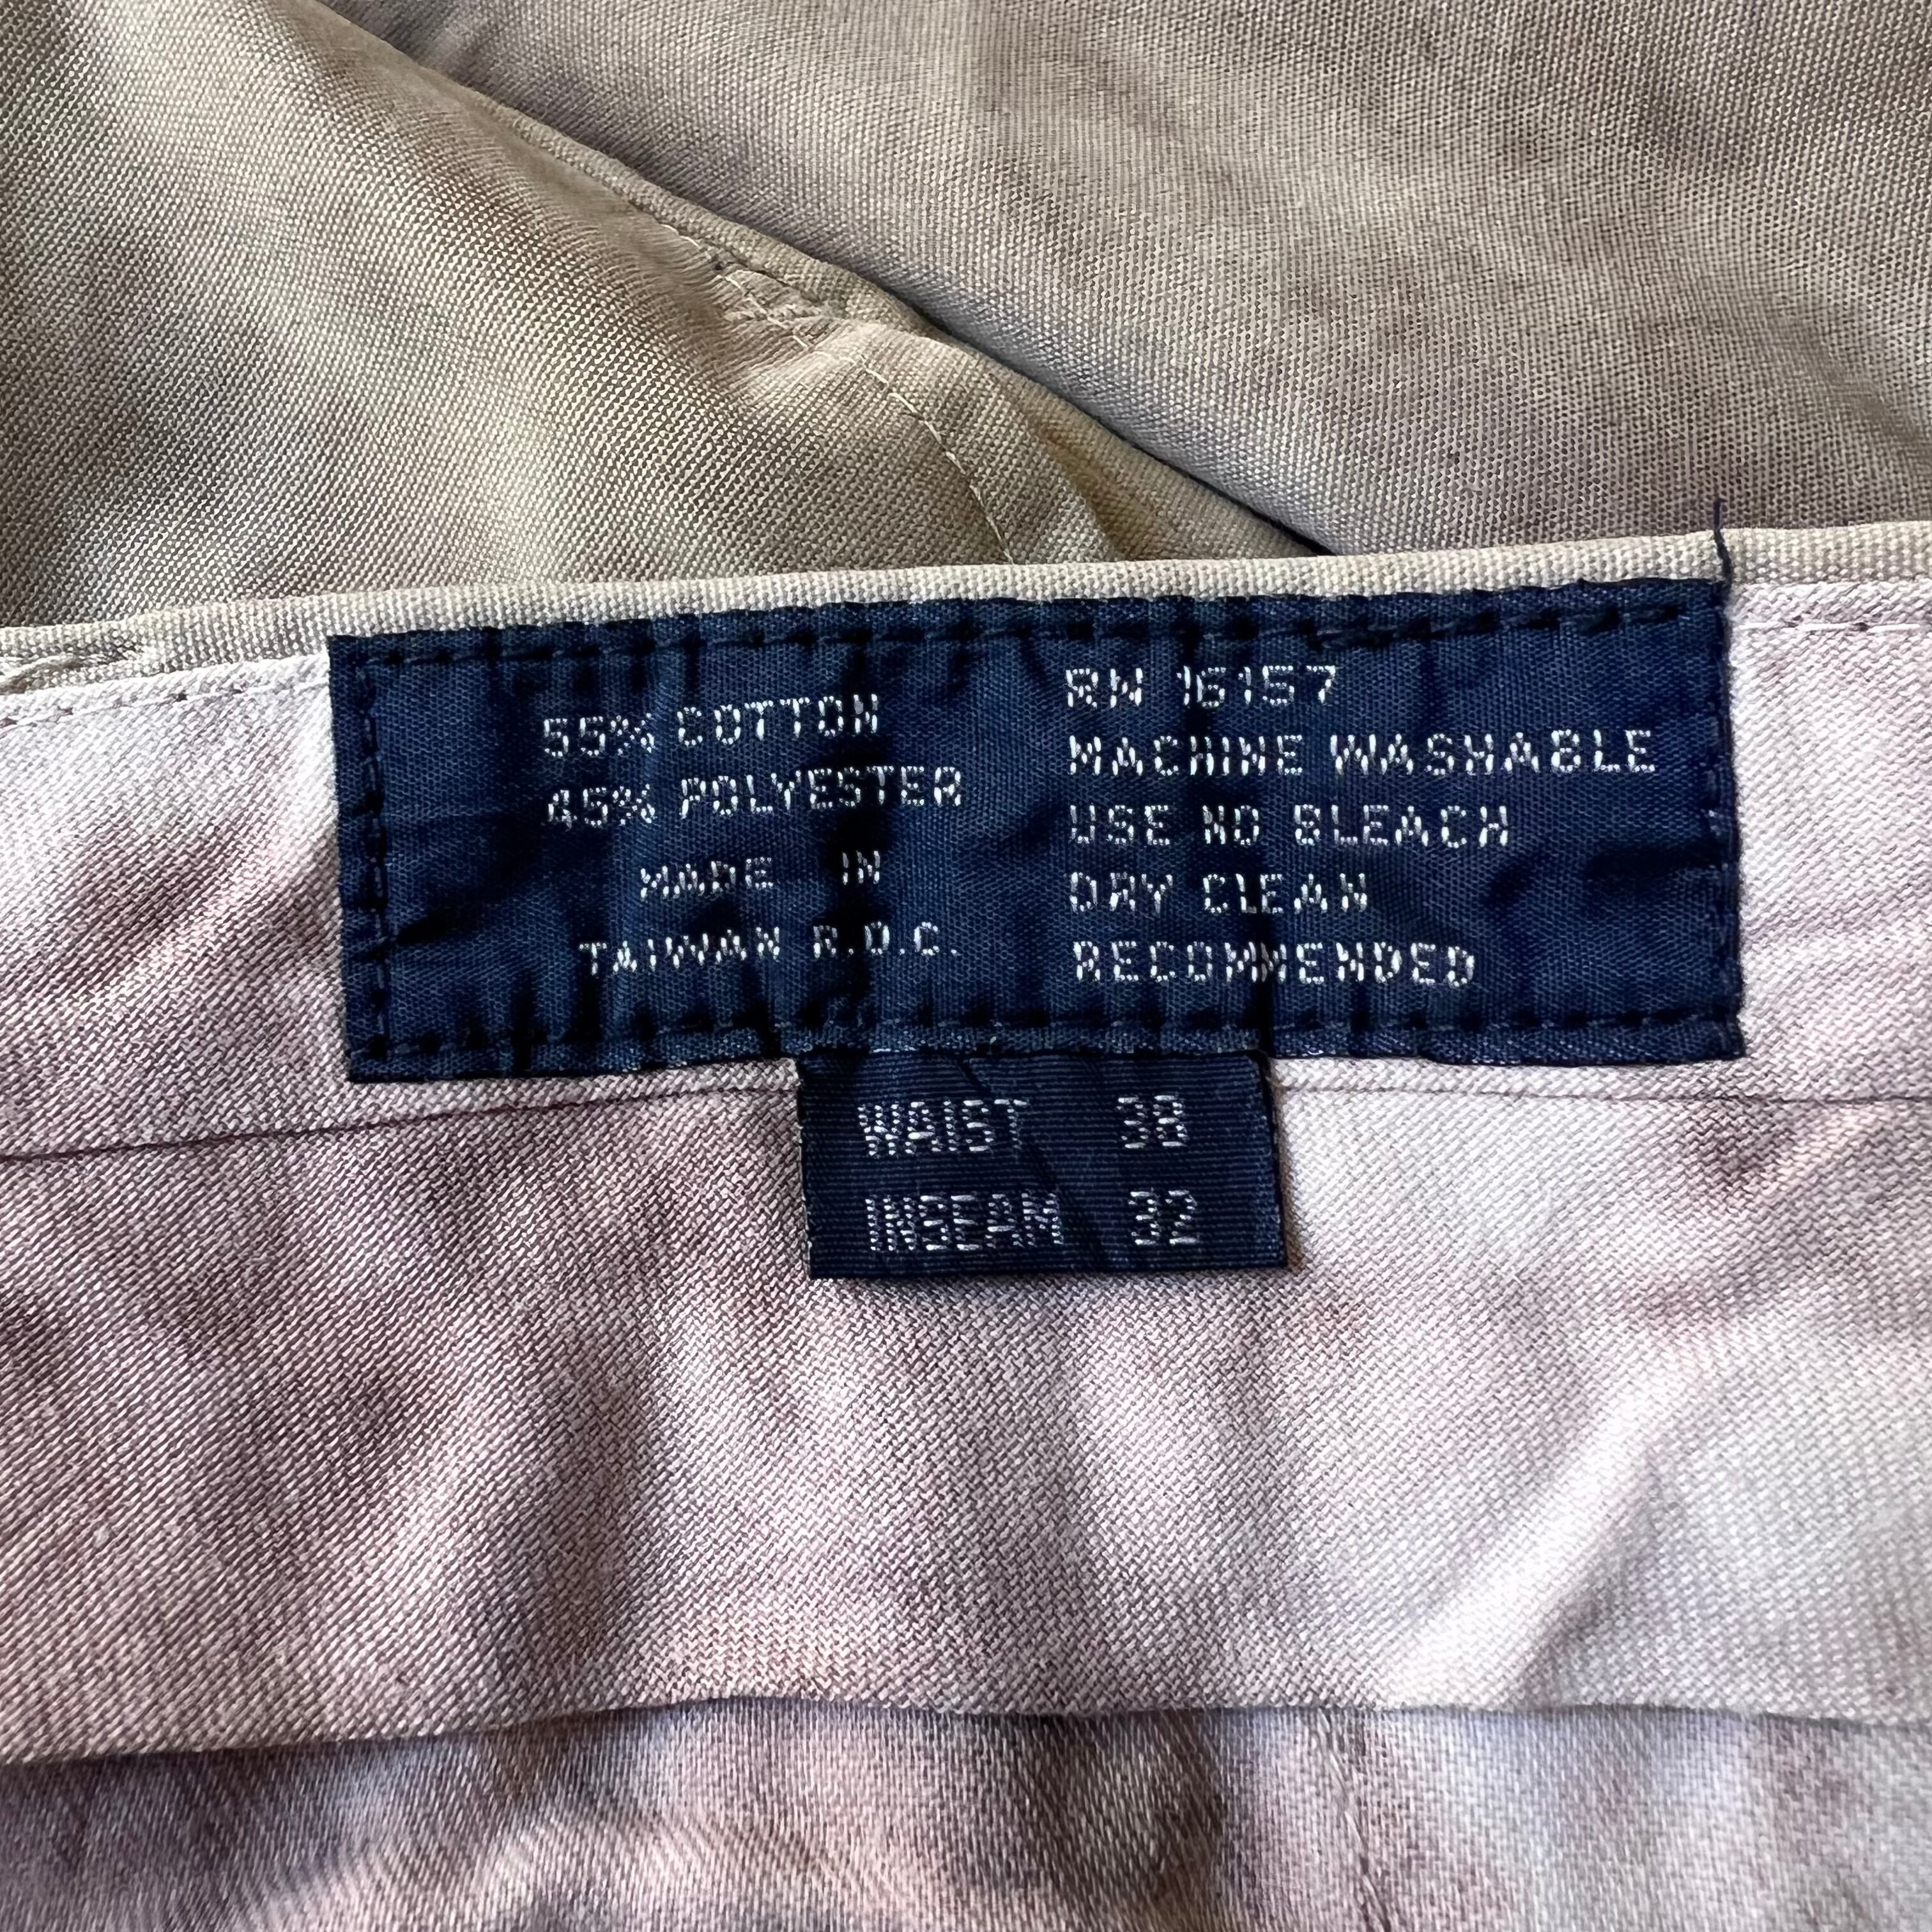 55% COTTON
45% POLYESTER
MADE IN
TAIWAN R.O.C.
RN 16157
MACHINE WASHABLE
USE NO BLEACH
DRY CLEAN
RECOMMENDED
WAIST 38
INSEAM 32